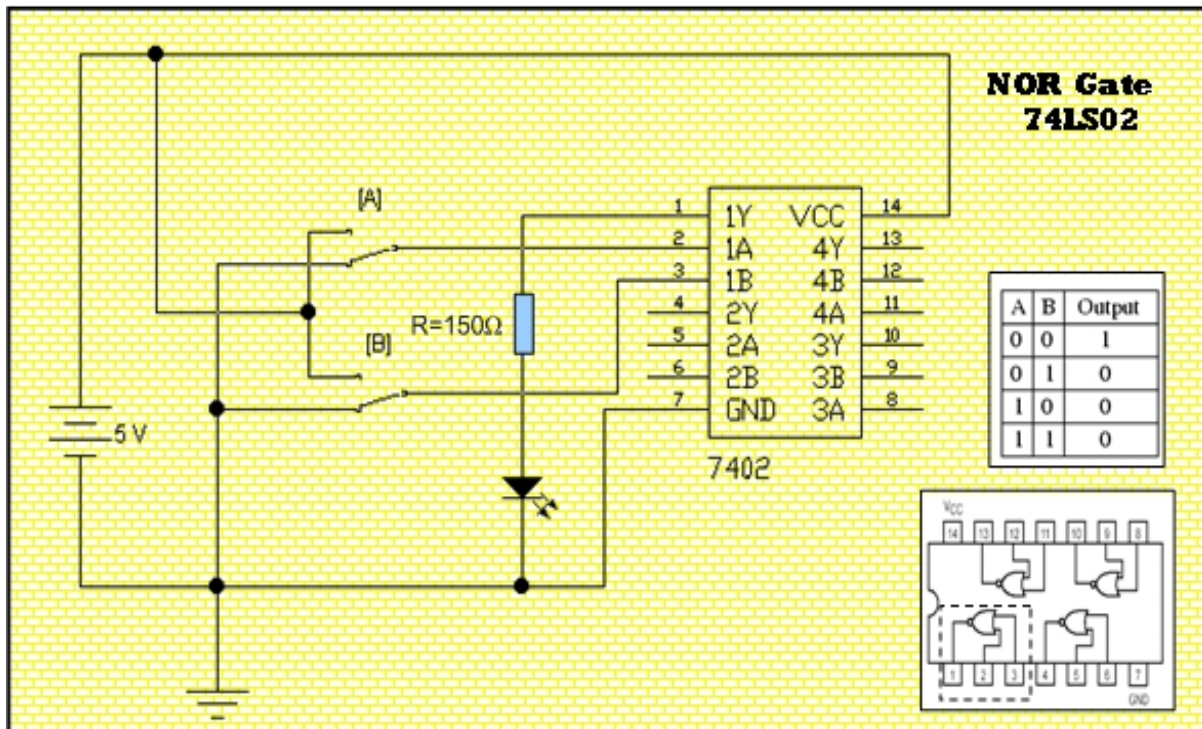 NOR Gate
74LS02
[A]
1 1Y VCC 14
2 1A 4Y 13
3 1B 4B 12
4 2Y 4A 11
5 2A 3Y 10
6 2B 3B 9
7 GND 3A 8
7402
R=150Ω
[B]
5 V
A B Output
0 0 1
0 1 0
1 0 0
1 1 0
VCC
14 13 12 11 10 9 8
1 2 3 4 5 6 7
GND